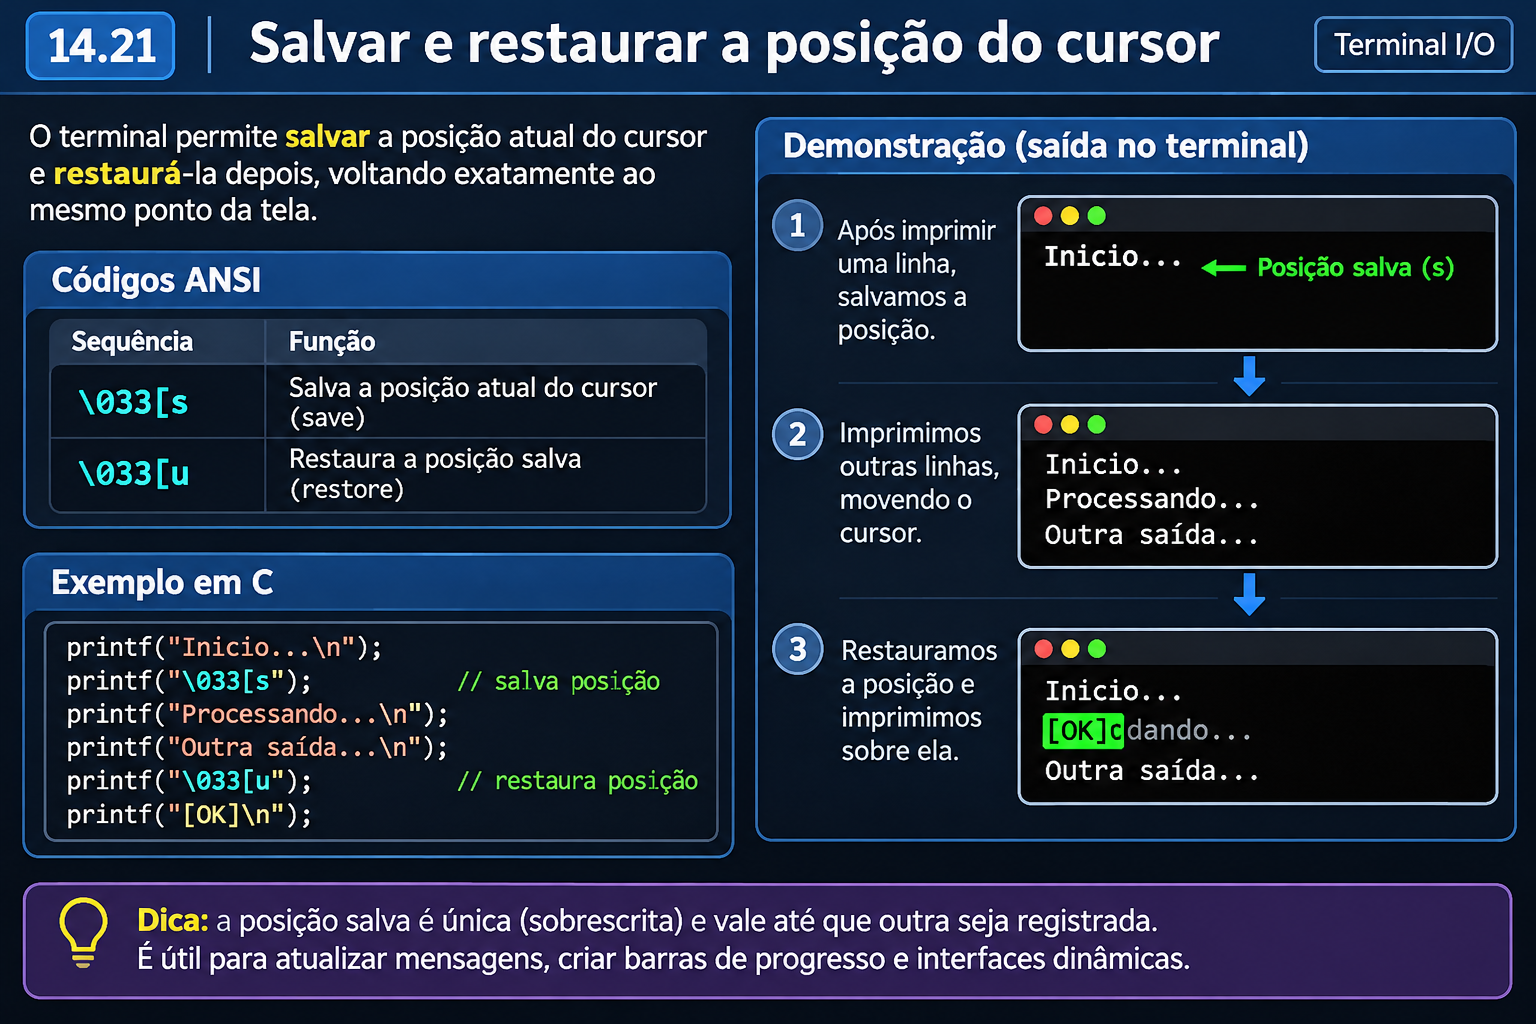 14.21
Salvar e restaurar a posição do cursor
Terminal I/O
O terminal permite salvar a posição atual do cursor
e restaurá-la depois, voltando exatamente ao
mesmo ponto da tela.
Códigos ANSI
Sequência Função
\033[s Salva a posição atual do cursor
(save)
\033[u Restaura a posição salva
(restore)
Exemplo em C
printf("Inicio...\n");
printf("\033[s"); // salva posição
printf("Processando...\n");
printf("Outra saída...\n");
printf("\033[u"); // restaura posição
printf("[OK]\n");
Demonstração (saída no terminal)
1
Após imprimir
uma linha,
salvamos a
posição.
Inicio...
Posição salva (s)
2
Imprimimos
outras linhas,
movendo o
cursor.
Inicio...
Processando...
Outra saída...
3
Restauramos
a posição e
imprimimos
sobre ela.
Inicio...
[OK]cdando...
Outra saída...
Dica: a posição salva é única (sobrescrita) e vale até que outra seja registrada.
É útil para atualizar mensagens, criar barras de progresso e interfaces dinâmicas.